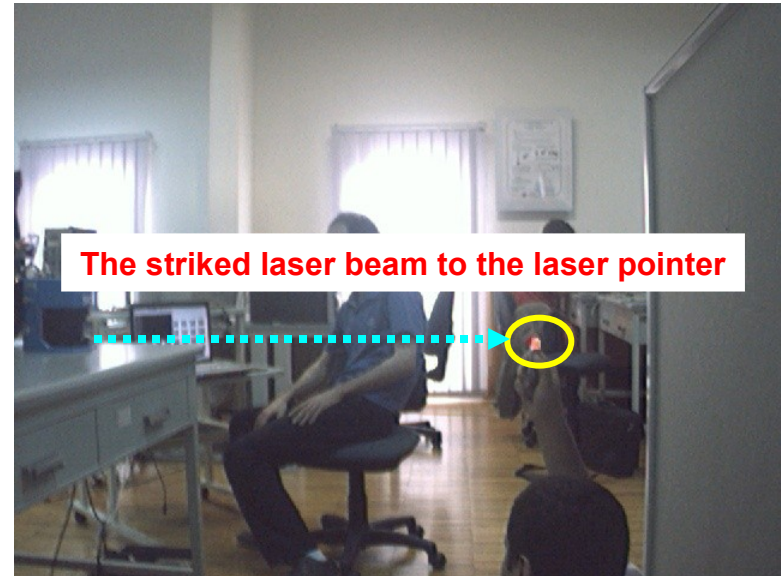 The striked laser beam to the laser pointer